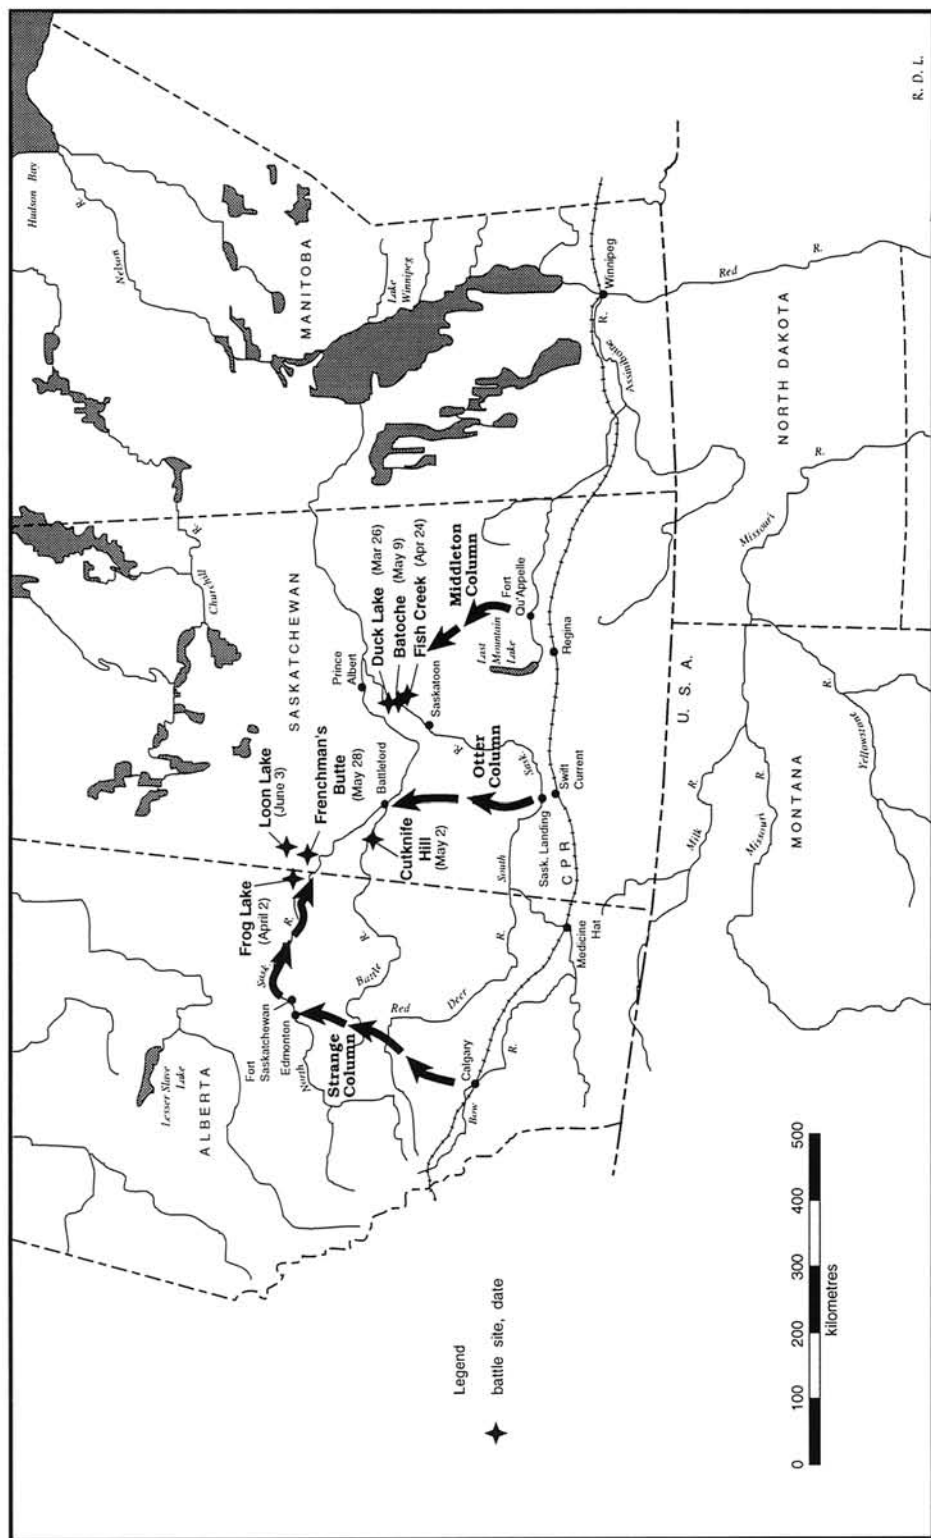 Hudson Bay
Nelson
R.
MANITOBA
Lake
Winnipeg
Churchill
R.
SASKATCHEWAN
Loon Lake
(June 3)
Frenchman's
Butte
(May 28)
Frog Lake
(April 2)
Sask.
R.
Prince
Albert
Duck Lake (Mar 26)
Batoche (May 9)
Fish Creek (Apr 24)
Saskatoon
Battleford
Cutknife
Hill
(May 2)
Middleton
Column
Fort
Qu'Appelle
Last
Mountain
Lake
Otter
Column
R.
Sask.
Sask. Landing
Swift
Current
Regina
Winnipeg
Assiniboine
R.
Red
R.
Lesser Slave
Lake
ALBERTA
Fort
Saskatchewan
Edmonton
North
Strange
Column
Battle
R.
Red
Deer
R.
South
Calgary
Bow
R.
CPR
Medicine
Hat
U. S. A.
NORTH DAKOTA
Missouri
R.
MONTANA
Milk
R.
Missouri
R.
Yellowstone
R.
Legend
battle site, date
0 100 200 300 400 500
kilometres
R. D. L.